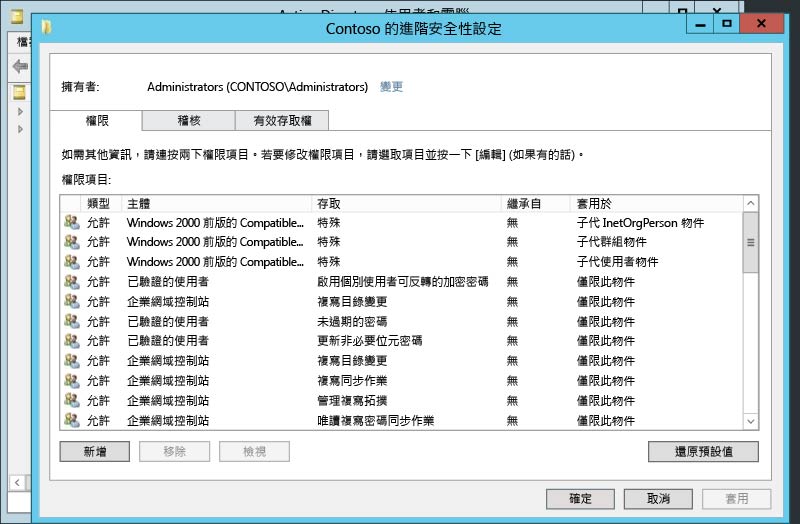 Contoso 的進階安全性設定
檔
擁有者: Administrators (CONTOSO\Administrators) 變更
權限 稽核 有效存取權
如需其他資訊，請連按兩下權限項目。若要修改權限項目，請選取項目並按一下 [編輯] (如果有的話)。
權限項目:
類型 主體 存取 繼承自 套用於
允許 Windows 2000 前版的 Compatible... 特殊 無 子代 InetOrgPerson 物件
允許 Windows 2000 前版的 Compatible... 特殊 無 子代群組物件
允許 Windows 2000 前版的 Compatible... 特殊 無 子代使用者物件
允許 已驗證的使用者 啟用個別使用者可反轉的加密密碼 無 僅限此物件
允許 企業網域控制站 複寫目錄變更 無 僅限此物件
允許 已驗證的使用者 未過期的密碼 無 僅限此物件
允許 已驗證的使用者 更新非必要位元密碼 無 僅限此物件
允許 企業網域控制站 複寫目錄變更 無 僅限此物件
允許 企業網域控制站 複寫同步作業 無 僅限此物件
允許 企業網域控制站 管理複寫拓撲 無 僅限此物件
允許 企業網域控制站 唯讀複寫密碼同步作業 無 僅限此物件
新增 移除 檢視 還原預設值
確定 取消 套用